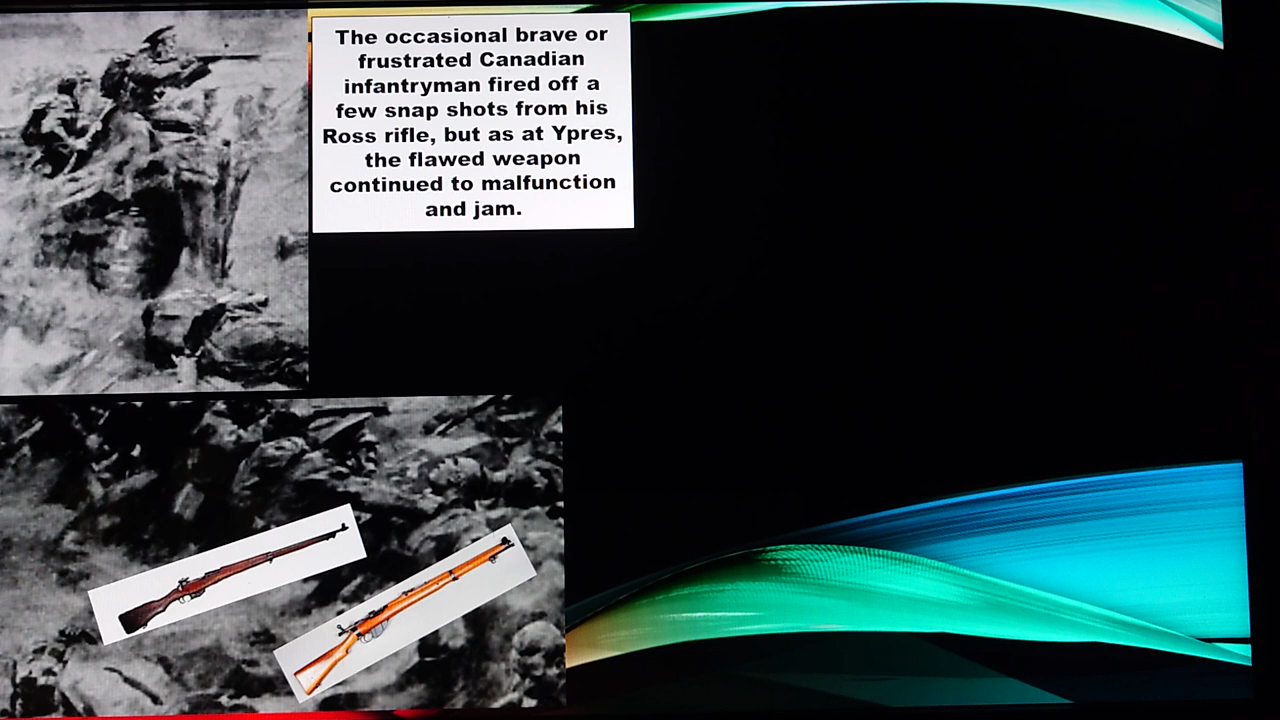 The occasional brave or
frustrated Canadian
infantryman fired off a
few snap shots from his
Ross rifle, but as at Ypres,
the flawed weapon
continued to malfunction
and jam.